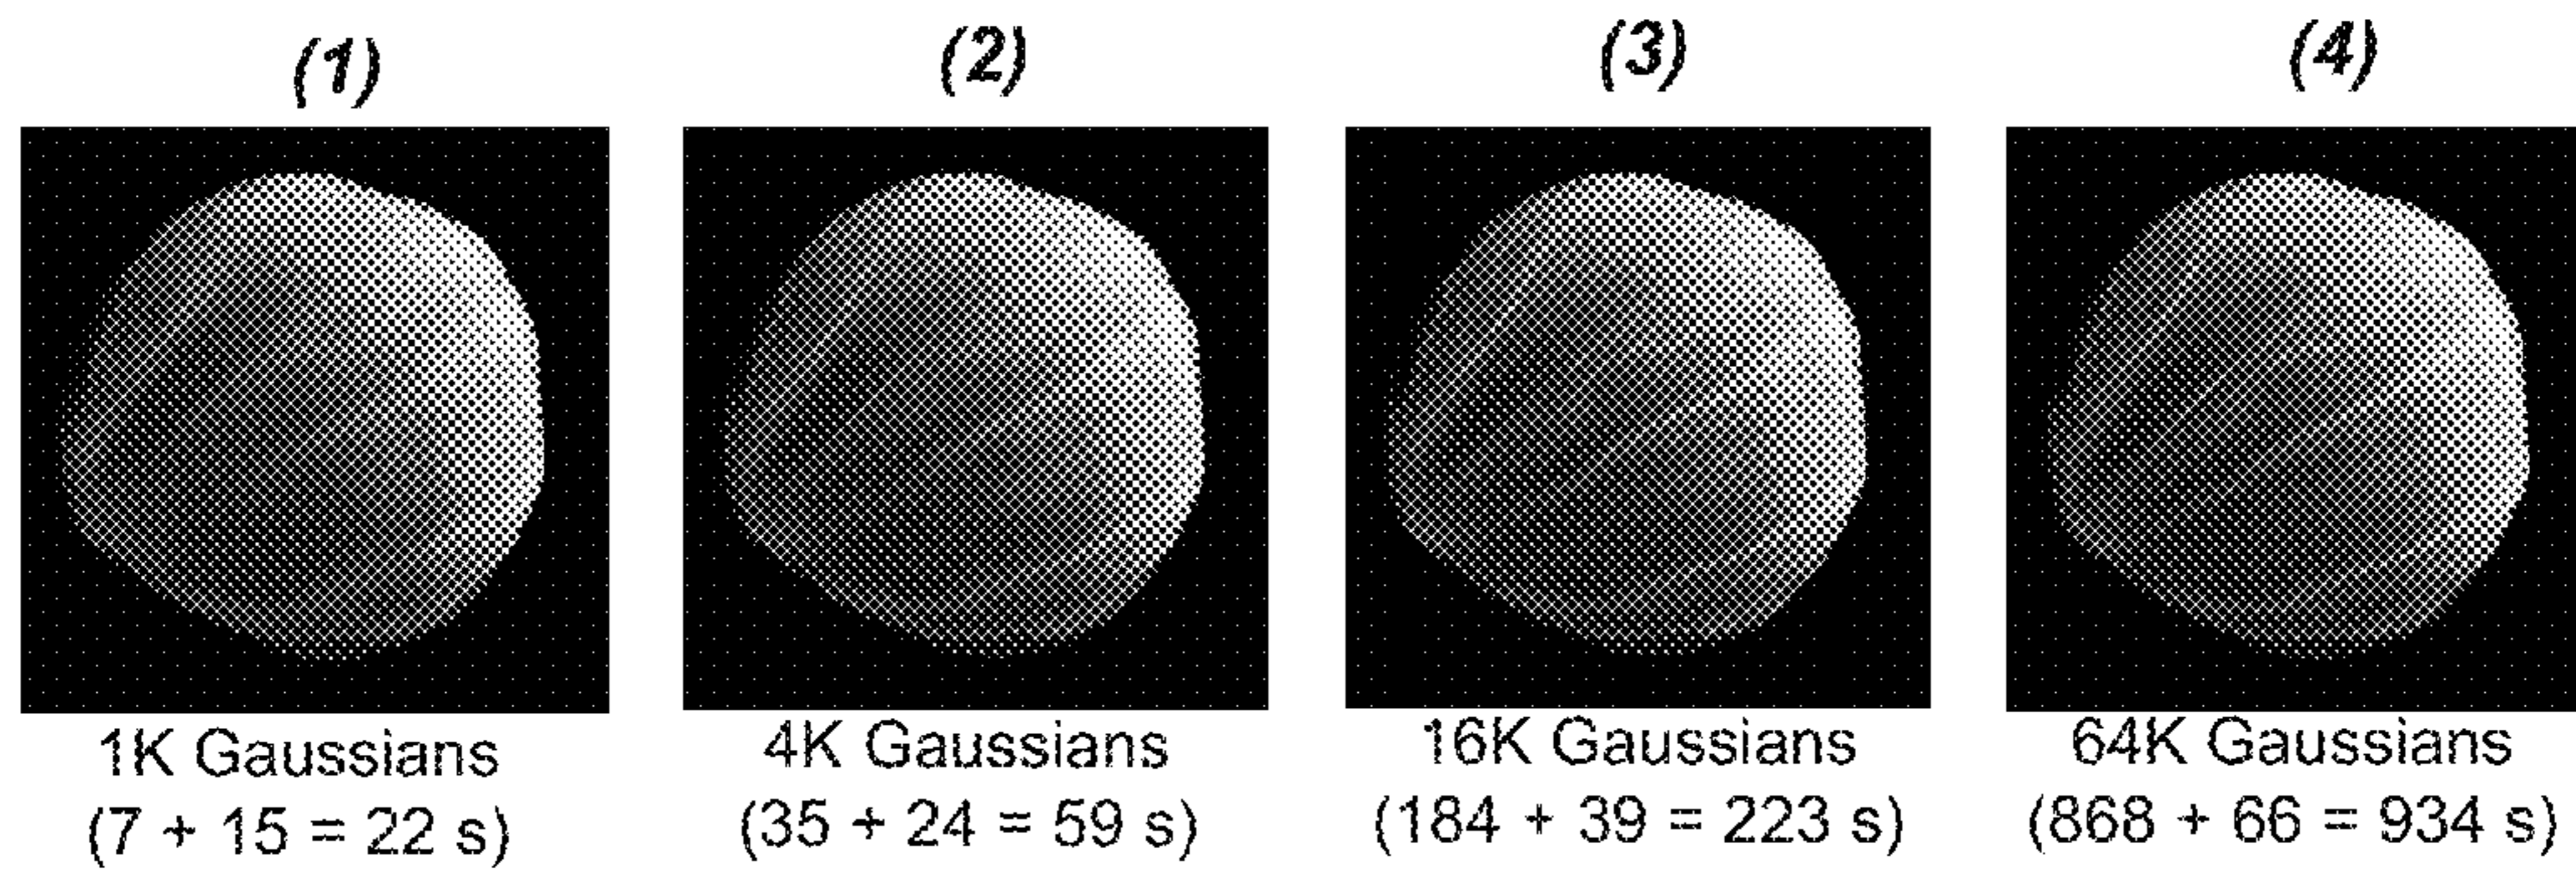 (1) (2) (3) (4)
1K Gaussians 4K Gaussians 16K Gaussians 64K Gaussians
(7 + 15 = 22 s) (35 + 24 = 59 s) (184 + 39 = 223 s) (868 + 66 = 934 s)